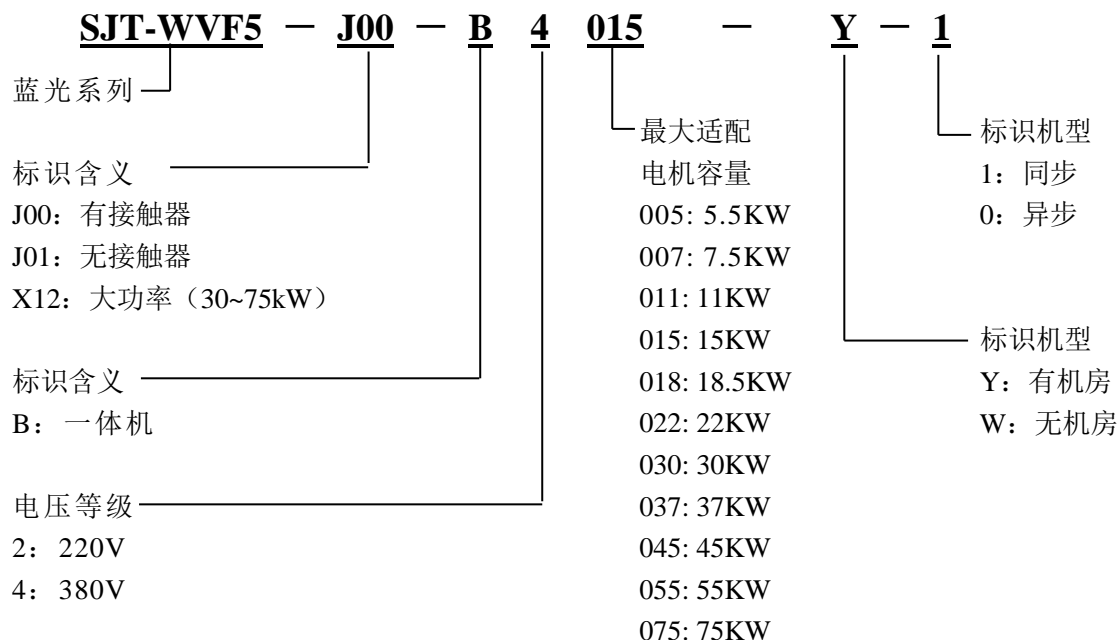 SJT-WVF5 － J00 － B 4 015 － Y － 1
蓝光系列
标识含义
J00：有接触器
J01：无接触器
X12：大功率（30~75kW）
标识含义
B：一体机
电压等级
2：220V
4：380V
最大适配
电机容量
005: 5.5KW
007: 7.5KW
011: 11KW
015: 15KW
018: 18.5KW
022: 22KW
030: 30KW
037: 37KW
045: 45KW
055: 55KW
075: 75KW
标识机型
1：同步
0：异步
标识机型
Y：有机房
W：无机房